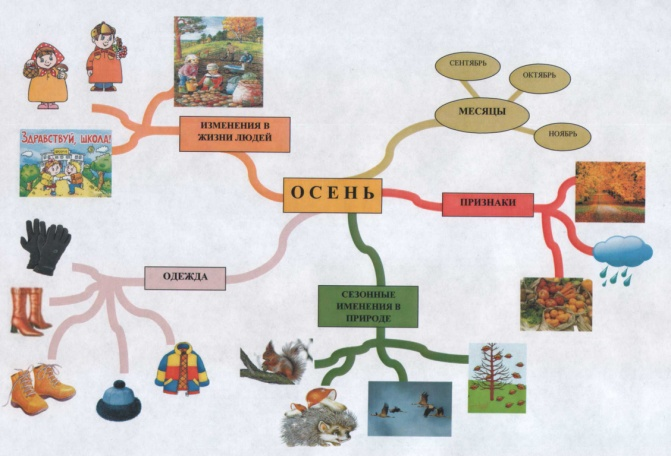 ЗДРАВСТВУЙ, ШКОЛА!
ИЗМЕНЕНИЯ В
ЖИЗНИ ЛЮДЕЙ
СЕНТЯБРЬ
ОКТЯБРЬ
МЕСЯЦЫ
НОЯБРЬ
ОСЕНЬ
ПРИЗНАКИ
ОДЕЖДА
СЕЗОННЫЕ
ИМЕНЕНИЯ В
ПРИРОДЕ